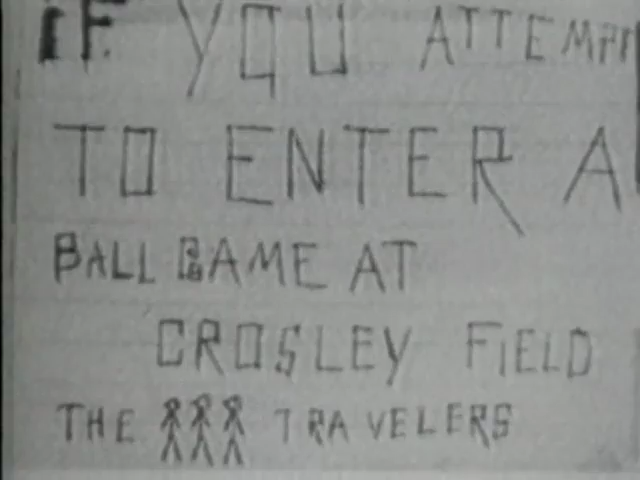 IF YOU ATTEMPT
TO ENTER A
BALL GAME AT
CROSLEY FIELD
THE TRAVELERS